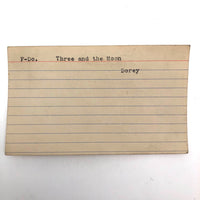 F-Do.   Three and the Moon
Dorey